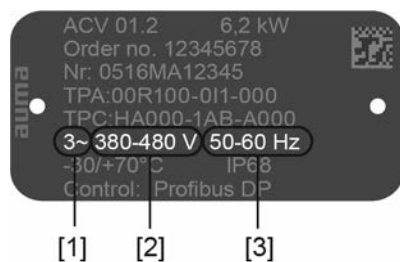 auma
ACV 01.2 6,2 kW
Order no. 12345678
Nr: 0516MA12345
TPA:00R100-0I1-000
TPC:HA000-1AB-A000
3~ 380-480 V 50-60 Hz
-30/+70°C IP68
Control: Profibus DP
[1] [2] [3]